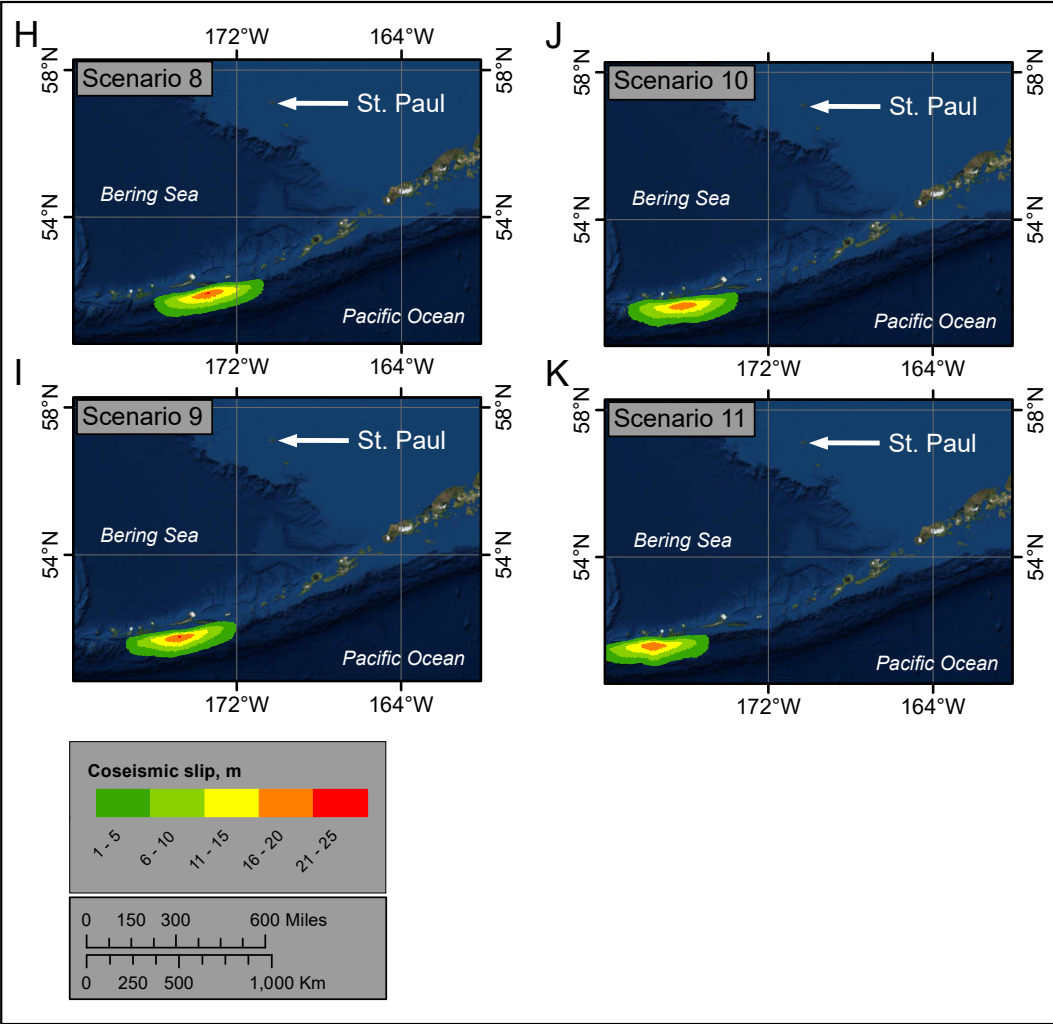 H
172°W 164°W
58°N
58°N
Scenario 8
St. Paul
Bering Sea
54°N
54°N
Pacific Ocean
172°W 164°W
J
58°N
58°N
Scenario 10
St. Paul
Bering Sea
54°N
54°N
Pacific Ocean
172°W 164°W
I
58°N
58°N
Scenario 9
St. Paul
Bering Sea
54°N
54°N
Pacific Ocean
172°W 164°W
K
58°N
58°N
Scenario 11
St. Paul
Bering Sea
54°N
54°N
Pacific Ocean
172°W 164°W
Coseismic slip, m
1 - 5
6 - 10
11 - 15
16 - 20
21 - 25
0 150 300 600 Miles
0 250 500 1,000 Km